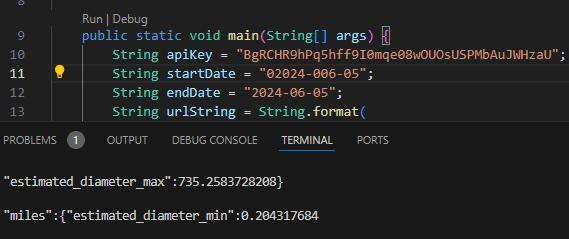 8
Run | Debug
9 public static void main(String[] args) {
10 String apiKey = "BgRCHR9hPq5hff9I0mqe08wOUOsUSPMbAuJWHzaU";
11 String startDate = "02024-006-05";
12 String endDate = "2024-06-05";
13 String urlString = String.format(
PROBLEMS 1 OUTPUT DEBUG CONSOLE TERMINAL PORTS
"estimated_diameter_max":735.2583728208}
"miles":{"estimated_diameter_min":0.204317684